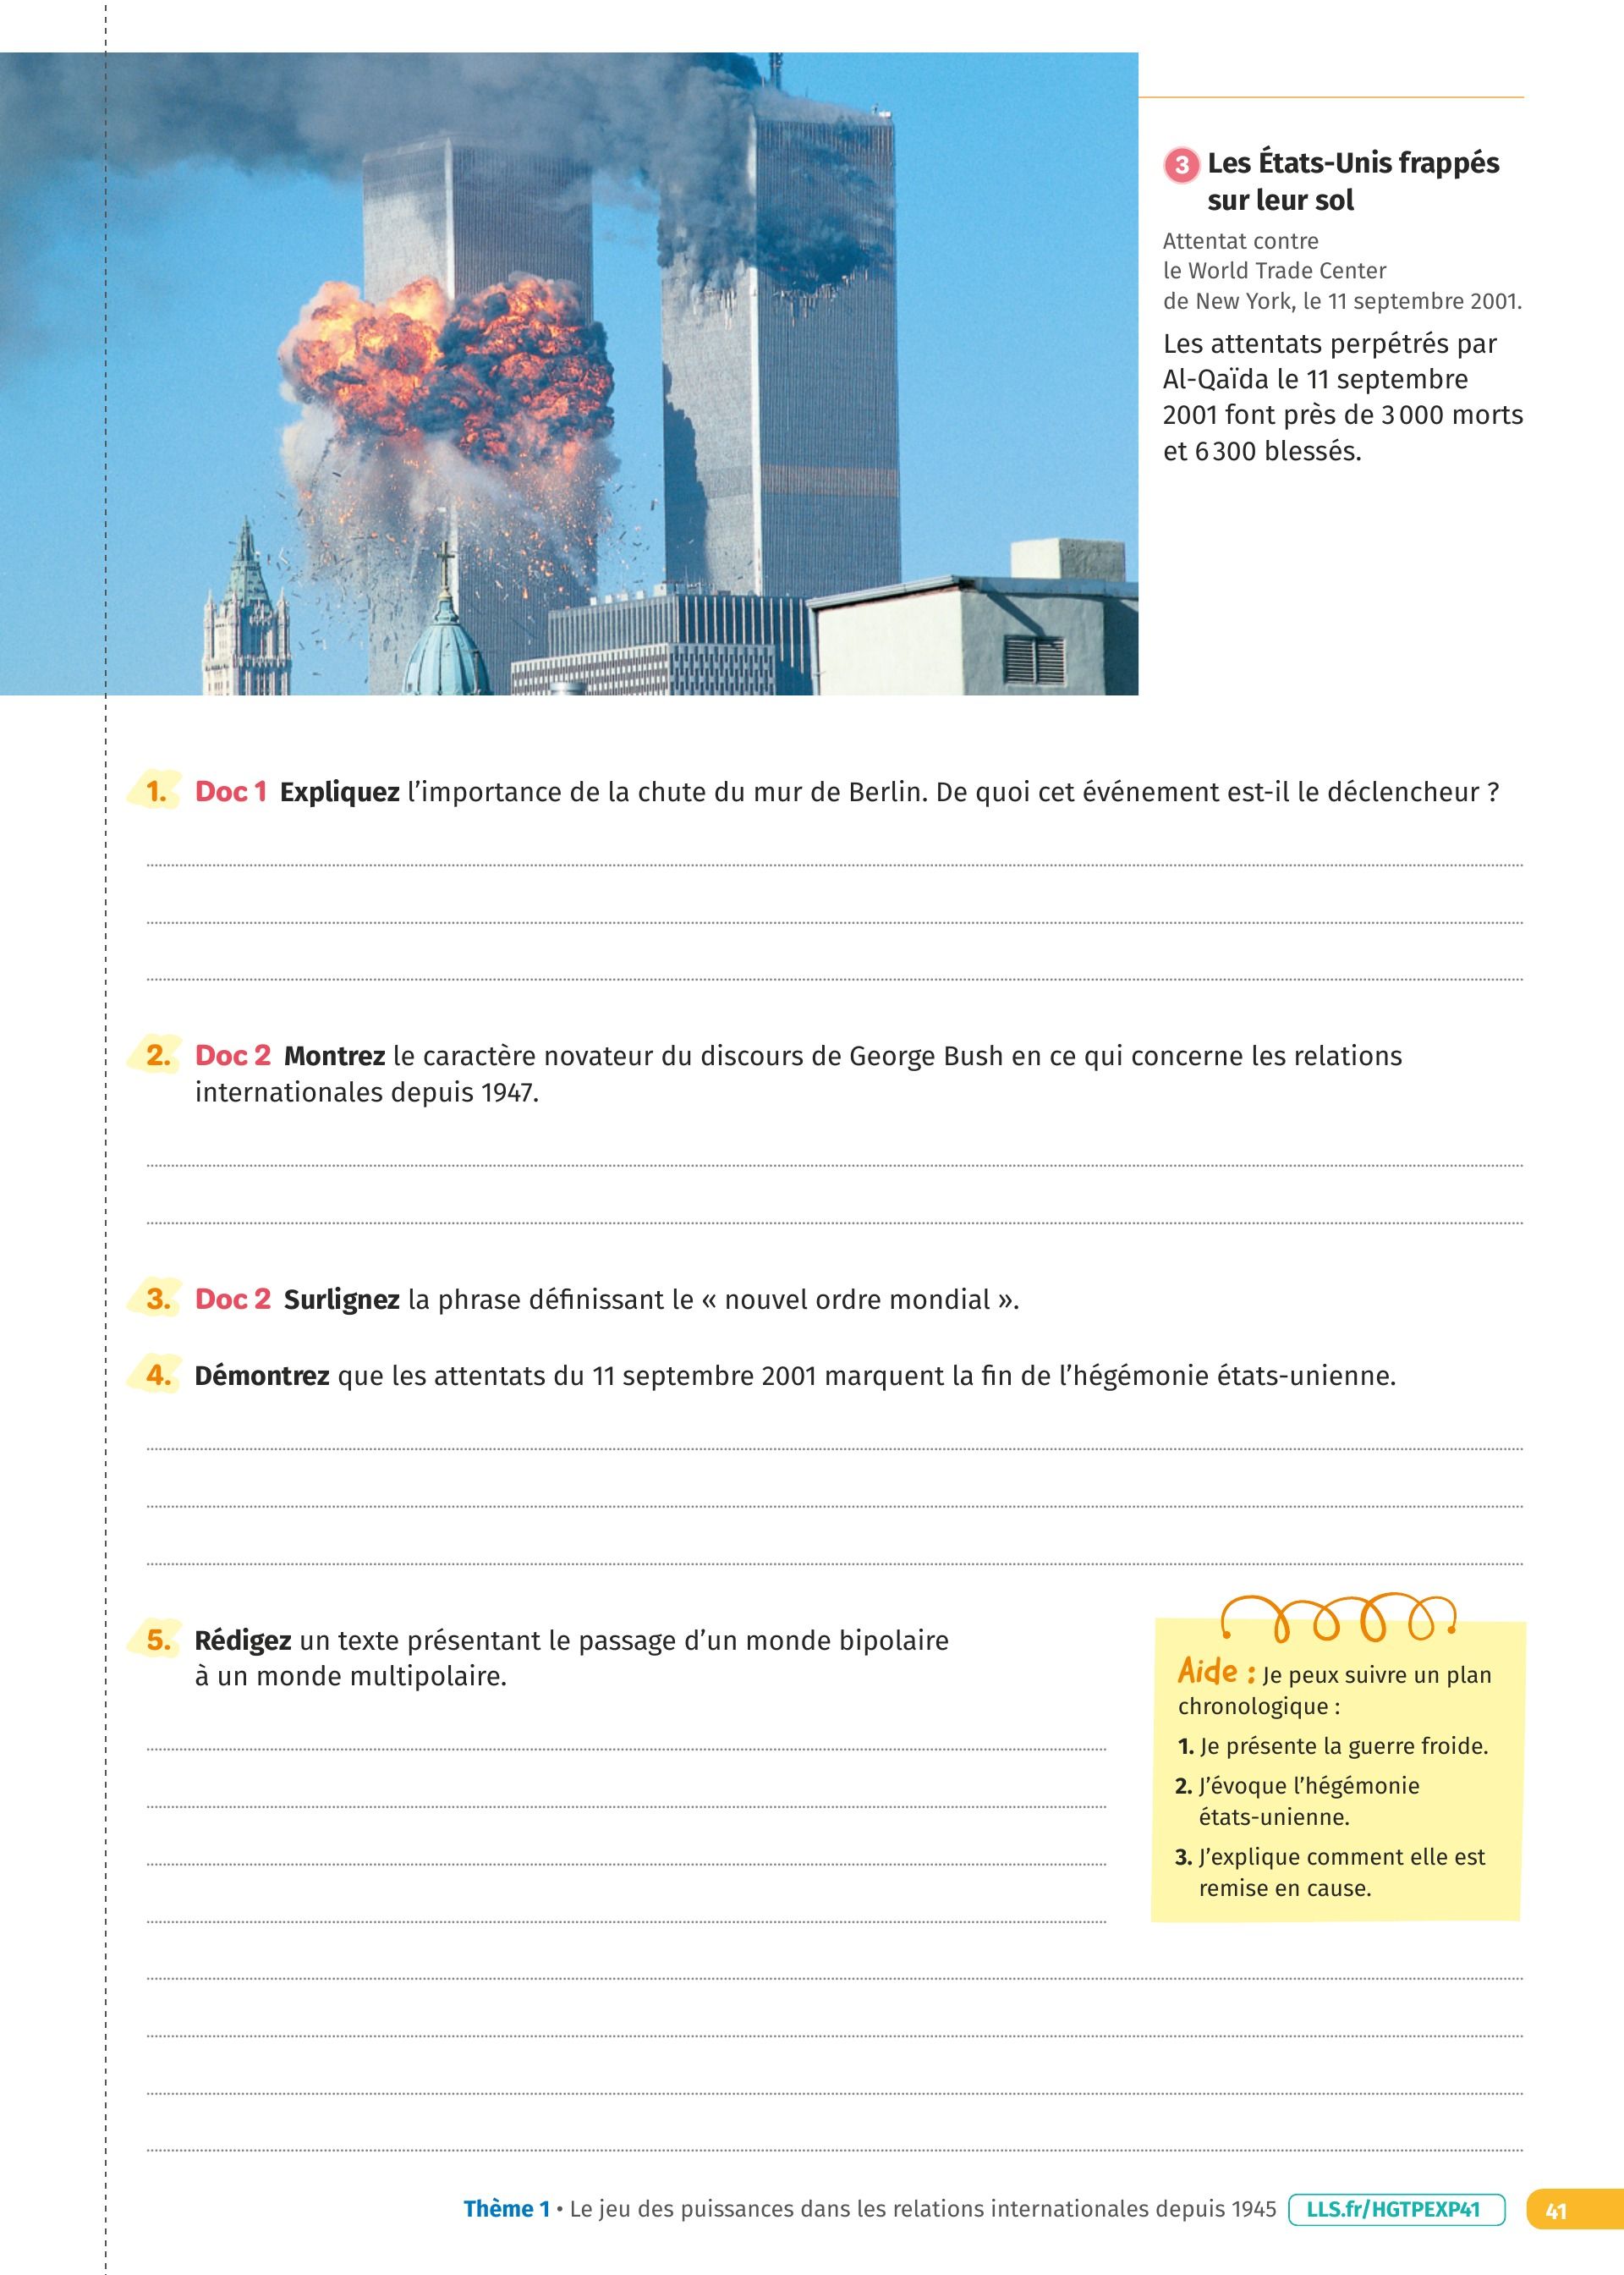 3 Les États-Unis frappés
sur leur sol
Attentat contre
le World Trade Center
de New York, le 11 septembre 2001.
Les attentats perpétrés par
Al-Qaïda le 11 septembre
2001 font près de 3 000 morts
et 6 300 blessés.
1. Doc 1 Expliquez l’importance de la chute du mur de Berlin. De quoi cet événement est-il le déclencheur ?
2. Doc 2 Montrez le caractère novateur du discours de George Bush en ce qui concerne les relations
internationales depuis 1947.
3. Doc 2 Surlignez la phrase définissant le « nouvel ordre mondial ».
4. Démontrez que les attentats du 11 septembre 2001 marquent la fin de l’hégémonie états-unienne.
5. Rédigez un texte présentant le passage d’un monde bipolaire
à un monde multipolaire.
Aide : Je peux suivre un plan
chronologique :
1. Je présente la guerre froide.
2. J’évoque l’hégémonie
états-unienne.
3. J’explique comment elle est
remise en cause.
Thème 1 • Le jeu des puissances dans les relations internationales depuis 1945 LLS.fr/HGTPEXP41 41